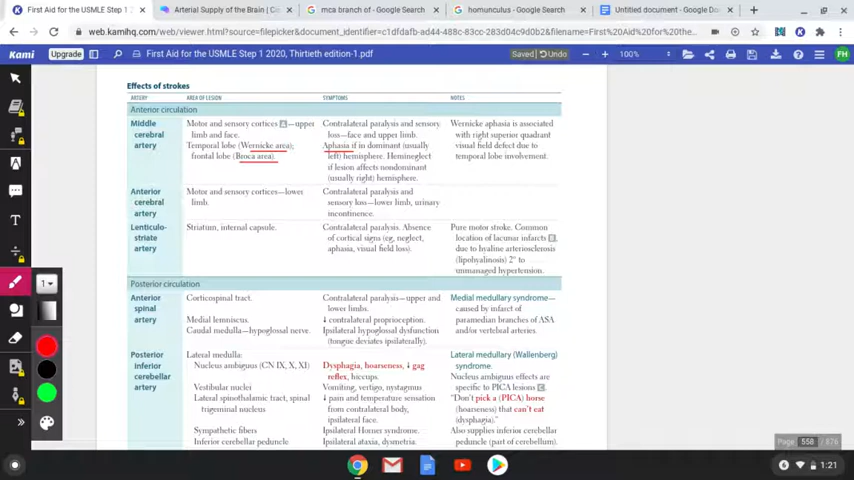 First Aid for the USMLE Step 1 2
Arterial Supply of the Brain | Ci
mca branch of - Google Search
homunculus - Google Search
Untitled document - Google Do
web.kamihq.com/web/viewer.html?source=filepicker&document_identifier=c1dfdafb-ad44-488c-83cc-283d04c9d0b2&filename=First%20Aid%20for%20the...
Kami
Upgrade
First Aid for the USMLE Step 1 2020, Thirtieth edition-1.pdf
Saved
Undo
100%
FH
Effects of strokes
ARTERY AREA OF LESION SYMPTOMS NOTES
Anterior circulation
Middle cerebral artery
Motor and sensory cortices A—upper
limb and face.
Temporal lobe (Wernicke area);
frontal lobe (Broca area).
Contralateral paralysis and sensory
loss—face and upper limb.
Aphasia if in dominant (usually
left) hemisphere. Hemineglect
if lesion affects nondominant
(usually right) hemisphere.
Wernicke aphasia is associated
with right superior quadrant
visual field defect due to
temporal lobe involvement.
Anterior
cerebral
artery
Motor and sensory cortices—lower
limb.
Contralateral paralysis and
sensory loss—lower limb, urinary
incontinence.
Lenticulo-
striate
artery
Striatum, internal capsule.
Contralateral paralysis. Absence
of cortical signs (eg, neglect,
aphasia, visual field loss).
Pure motor stroke. Common
location of lacunar infarcts B,
due to hyaline arteriosclerosis
(lipohyalinosis) 2° to
unmanaged hypertension.
Posterior circulation
Anterior
spinal
artery
Corticospinal tract.
Medial lemniscus.
Caudal medulla—hypoglossal nerve.
Contralateral paralysis—upper and
lower limbs.
↓ contralateral proprioception.
Ipsilateral hypoglossal dysfunction
(tongue deviates ipsilaterally).
Medial medullary syndrome—
caused by infarct of
paramedian branches of ASA
and/or vertebral arteries.
Posterior
inferior
cerebellar
artery
Lateral medulla:
Nucleus ambiguus (CN IX, X, XI)
Vestibular nuclei
Lateral spinothalamic tract, spinal
trigeminal nucleus
Sympathetic fibers
Inferior cerebellar peduncle
Dysphagia, hoarseness, ↓ gag
reflex, hiccups.
Vomiting, vertigo, nystagmus
↓ pain and temperature sensation
from contralateral body,
ipsilateral face.
Ipsilateral Horner syndrome.
Ipsilateral ataxia, dysmetria.
Lateral medullary (Wallenberg)
syndrome.
Nucleus ambiguus effects are
specific to PICA lesions C.
"Don't pick a (PICA) horse
(hoarseness) that can't eat
(dysphagia)."
Also supplies inferior cerebellar
peduncle (part of cerebellum).
1
Page 558 / 876
1:21